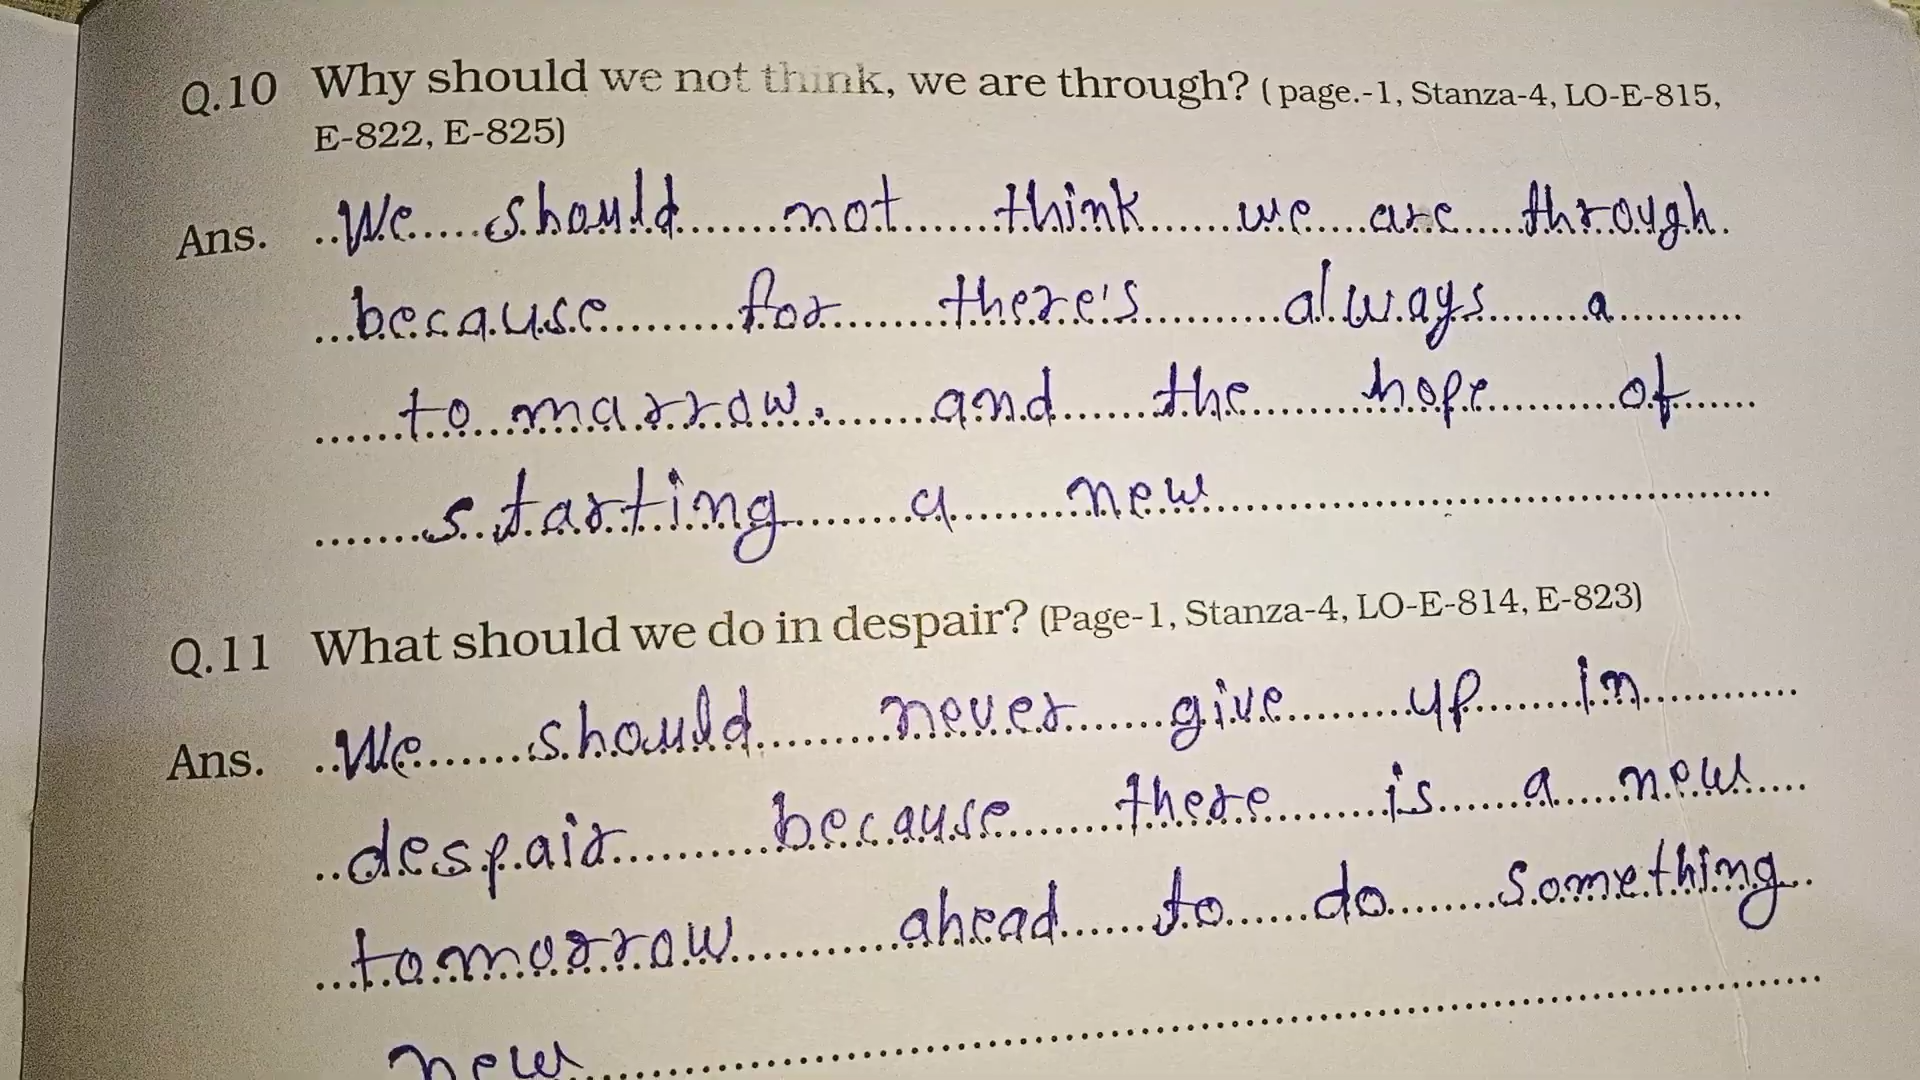 Q.10 Why should we not think, we are through? (page.-1, Stanza-4, LO-E-815,
E-822, E-825)
Ans. We should not think we are through
because for there's always a
tomarrow. and the hope of
starting a new
Q.11 What should we do in despair? (Page-1, Stanza-4, LO-E-814, E-823)
Ans. We should never give up In
despair because there is a new
tomorrow ahead to do something
new